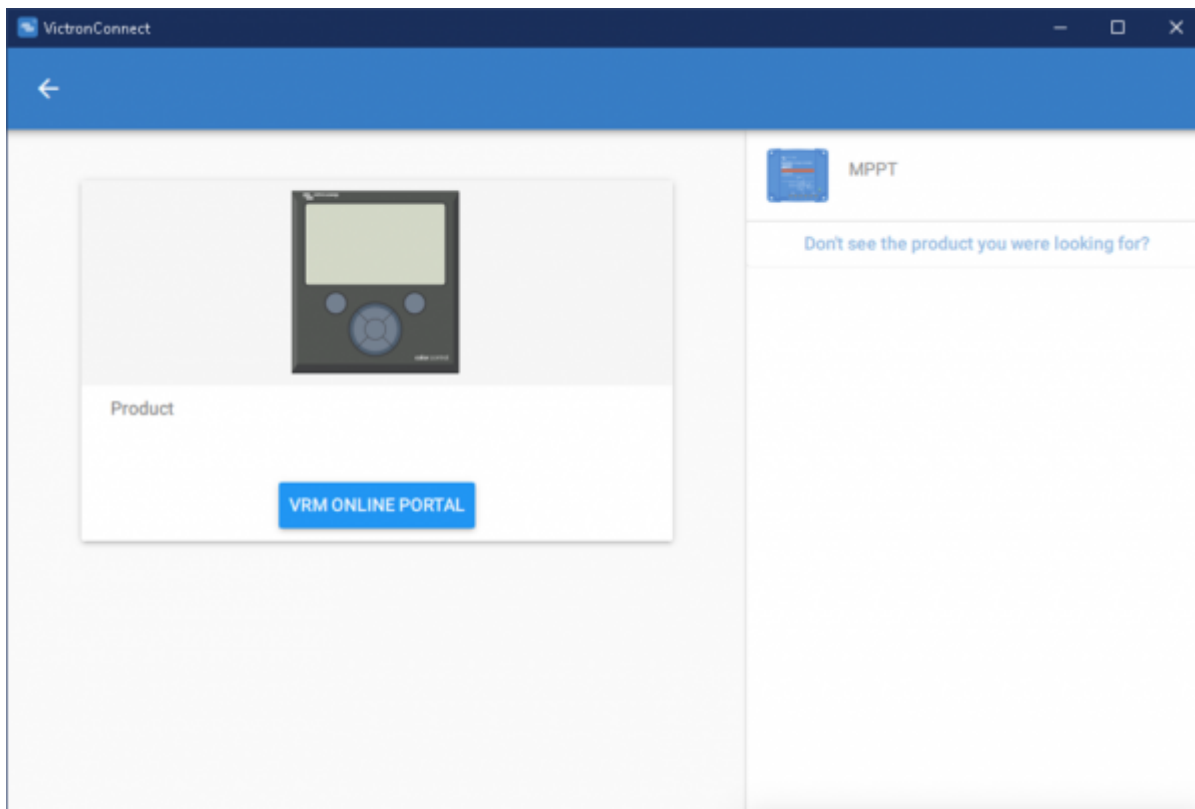 VictronConnect
MPPT
Don't see the product you were looking for?
Product
VRM ONLINE PORTAL